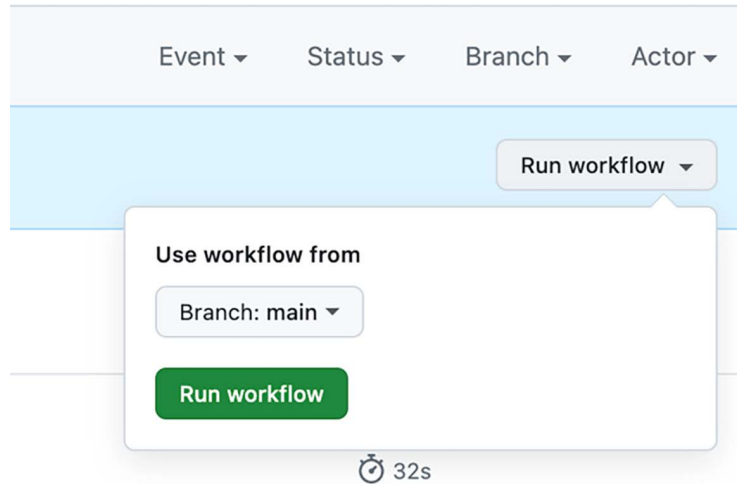 Event Status Branch Actor
Run workflow
Use workflow from
Branch: main
Run workflow
32s